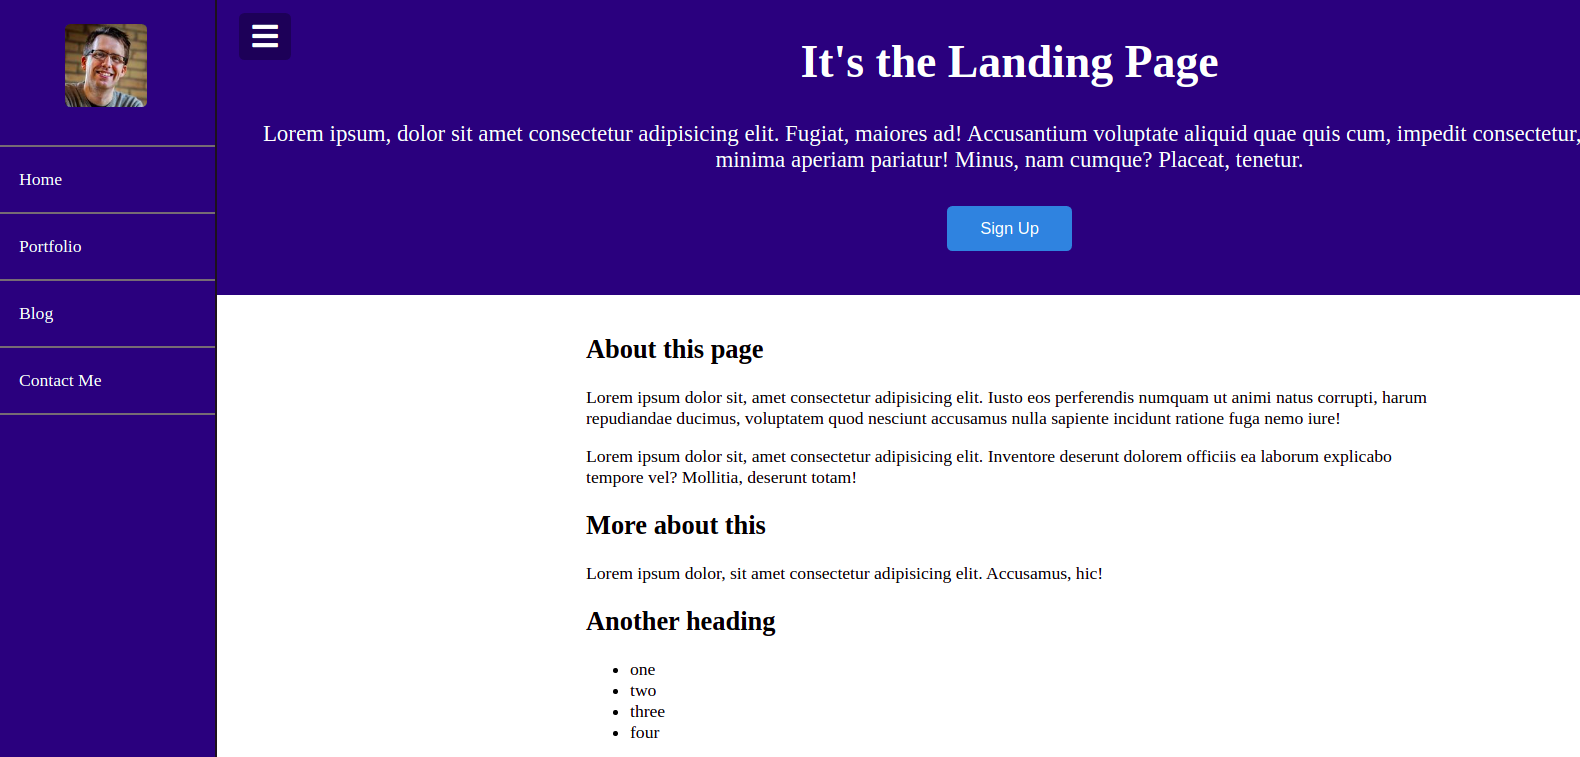 Home
Portfolio
Blog
Contact Me
It's the Landing Page
Lorem ipsum, dolor sit amet consectetur adipisicing elit. Fugiat, maiores ad! Accusantium voluptate aliquid quae quis cum, impedit consectetur,
minima aperiam pariatur! Minus, nam cumque? Placeat, tenetur.
Sign Up
About this page
Lorem ipsum dolor sit, amet consectetur adipisicing elit. Iusto eos perferendis numquam ut animi natus corrupti, harum
repudiandae ducimus, voluptatem quod nesciunt accusamus nulla sapiente incidunt ratione fuga nemo iure!
Lorem ipsum dolor sit, amet consectetur adipisicing elit. Inventore deserunt dolorem officiis ea laborum explicabo
tempore vel? Mollitia, deserunt totam!
More about this
Lorem ipsum dolor, sit amet consectetur adipisicing elit. Accusamus, hic!
Another heading
• one
• two
• three
• four